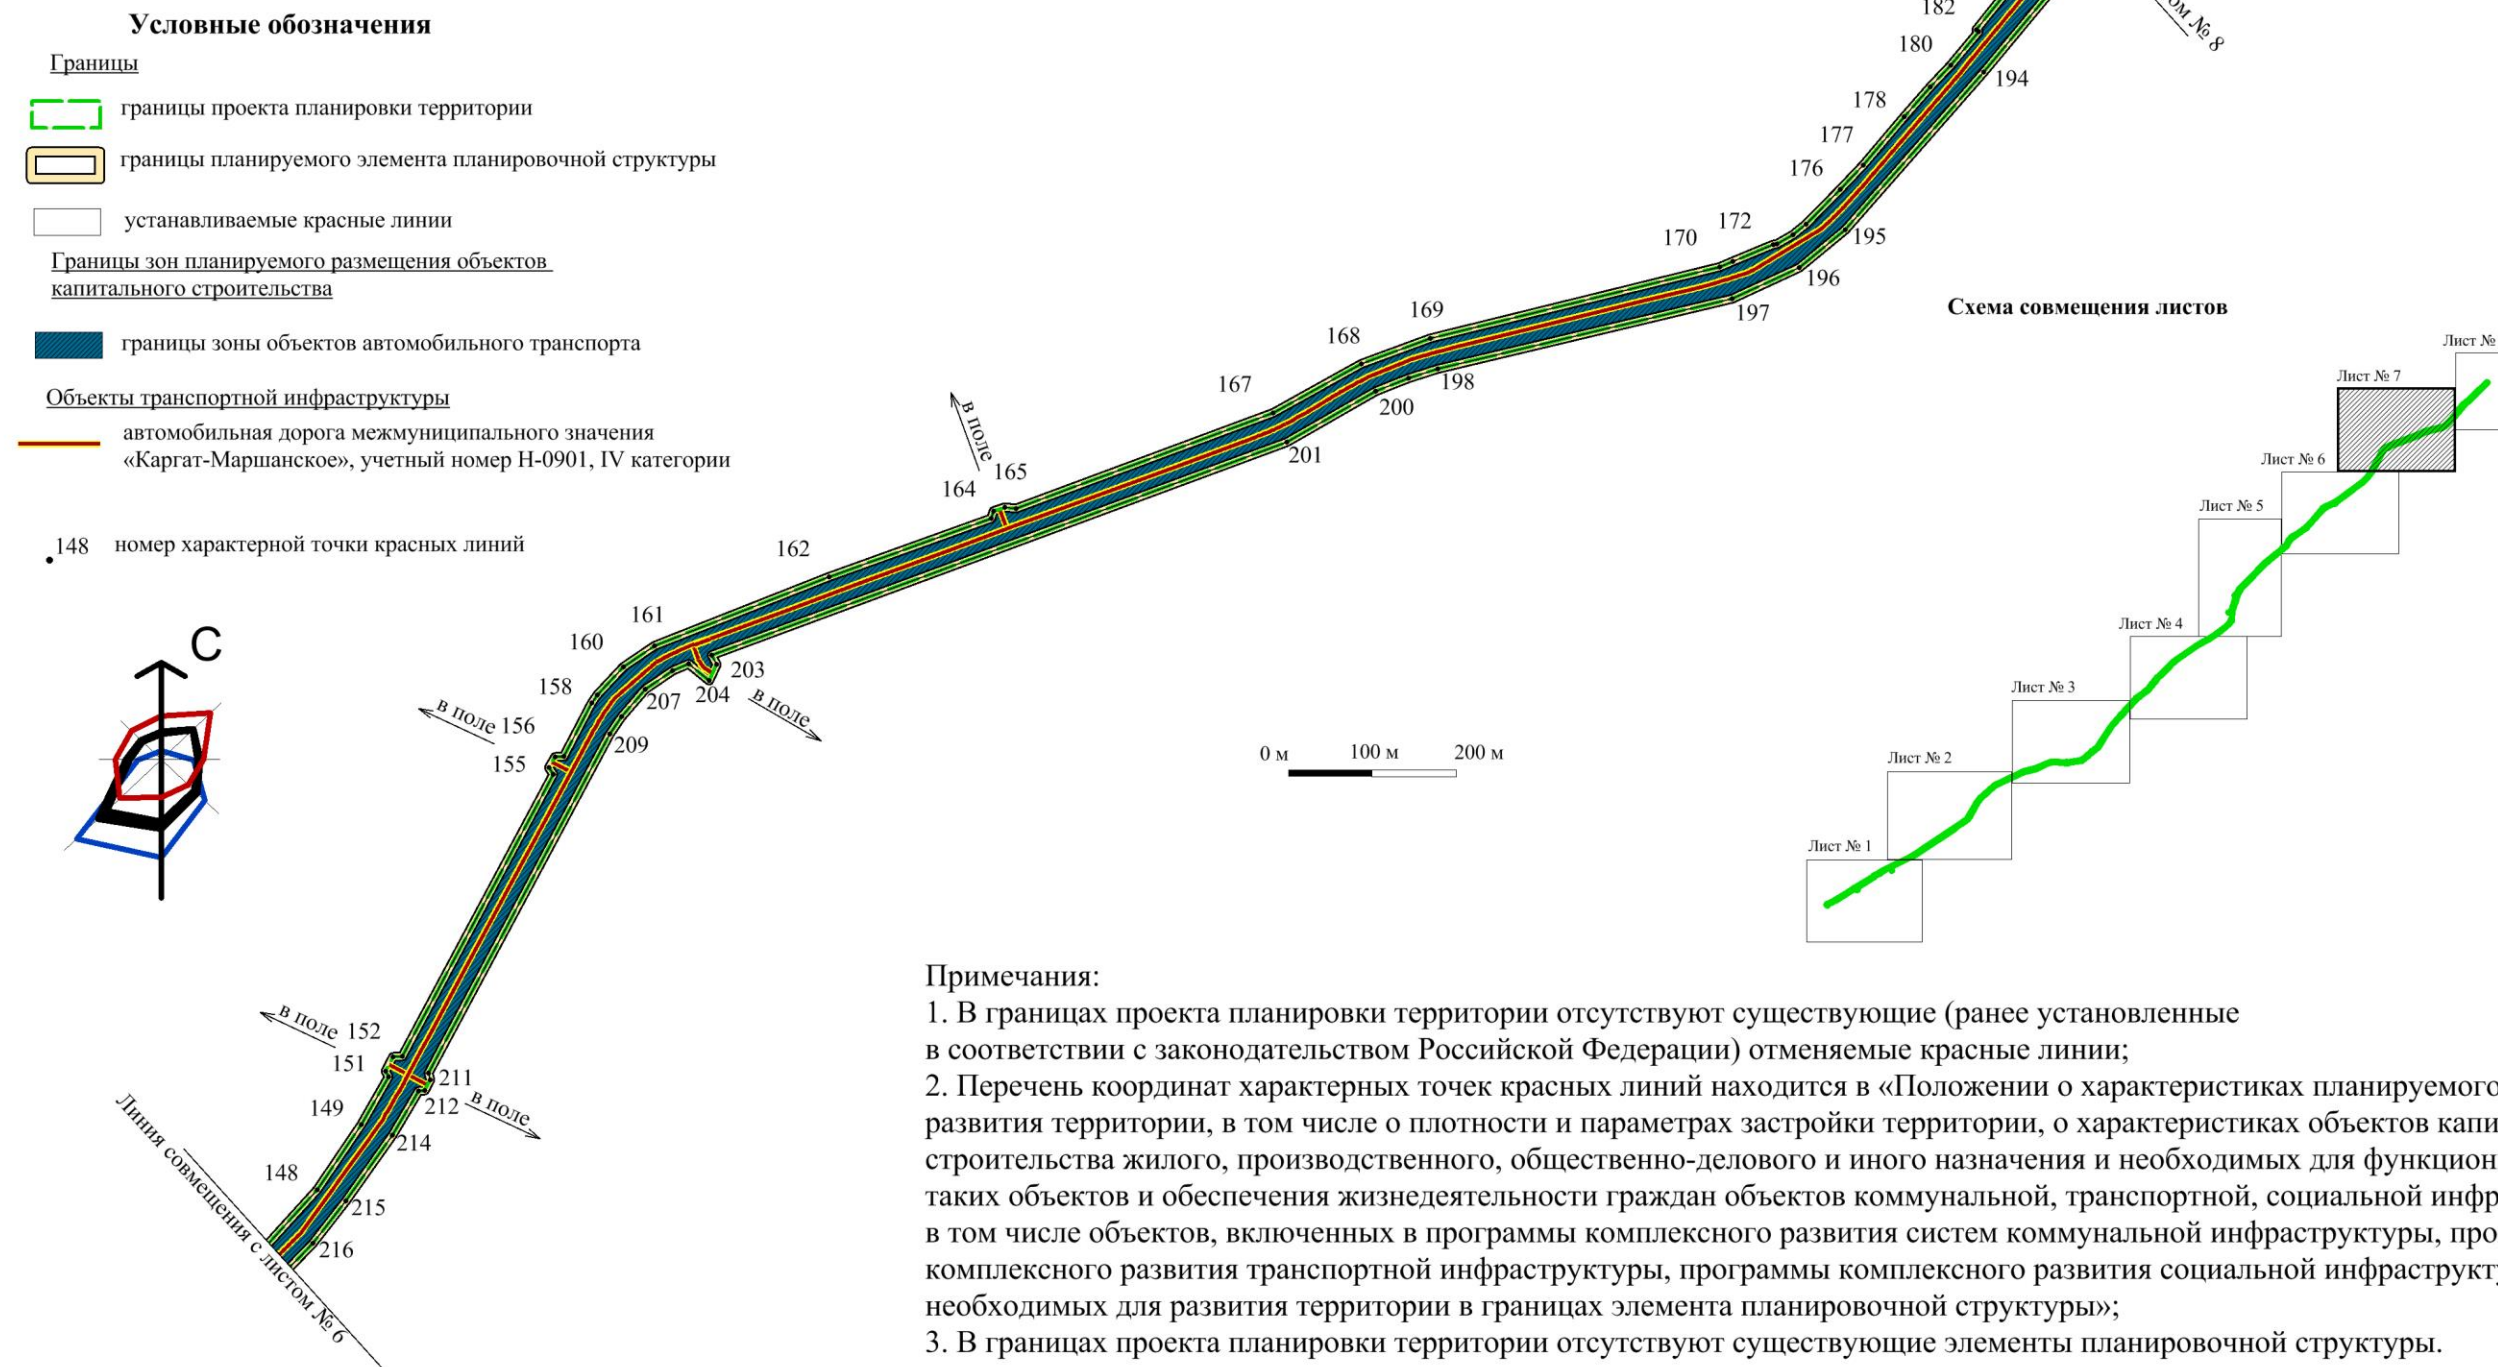 Условные обозначения
Границы
границы проекта планировки территории
границы планируемого элемента планировочной структуры
устанавливаемые красные линии
Границы зон планируемого размещения объектов
капитального строительства
границы зоны объектов автомобильного транспорта
Объекты транспортной инфраструктуры
автомобильная дорога межмуниципального значения
«Каргат-Маршанское», учетный номер Н-0901, IV категории
148
номер характерной точки красных линий
С
182
180
194
178
177
176
172
170
195
196
197
169
168
198
167
200
201
в поле
165
164
162
161
160
203
204
158
207
в поле
в поле
156
209
155
в поле
152
151
211
212
в поле
149
214
148
215
216
Линия совмещения с листом № 6
ом № 8
0 м
100 м
200 м
Схема совмещения листов
Лист №
Лист № 7
Лист № 6
Лист № 5
Лист № 4
Лист № 3
Лист № 2
Лист № 1
Примечания:
1. В границах проекта планировки территории отсутствуют существующие (ранее установленные
в соответствии с законодательством Российской Федерации) отменяемые красные линии;
2. Перечень координат характерных точек красных линий находится в «Положении о характеристиках планируемого
развития территории, в том числе о плотности и параметрах застройки территории, о характеристиках объектов капи
строительства жилого, производственного, общественно-делового и иного назначения и необходимых для функцион
таких объектов и обеспечения жизнедеятельности граждан объектов коммунальной, транспортной, социальной инфр
в том числе объектов, включенных в программы комплексного развития систем коммунальной инфраструктуры, про
комплексного развития транспортной инфраструктуры, программы комплексного развития социальной инфраструкт
необходимых для развития территории в границах элемента планировочной структуры»;
3. В границах проекта планировки территории отсутствуют существующие элементы планировочной структуры.